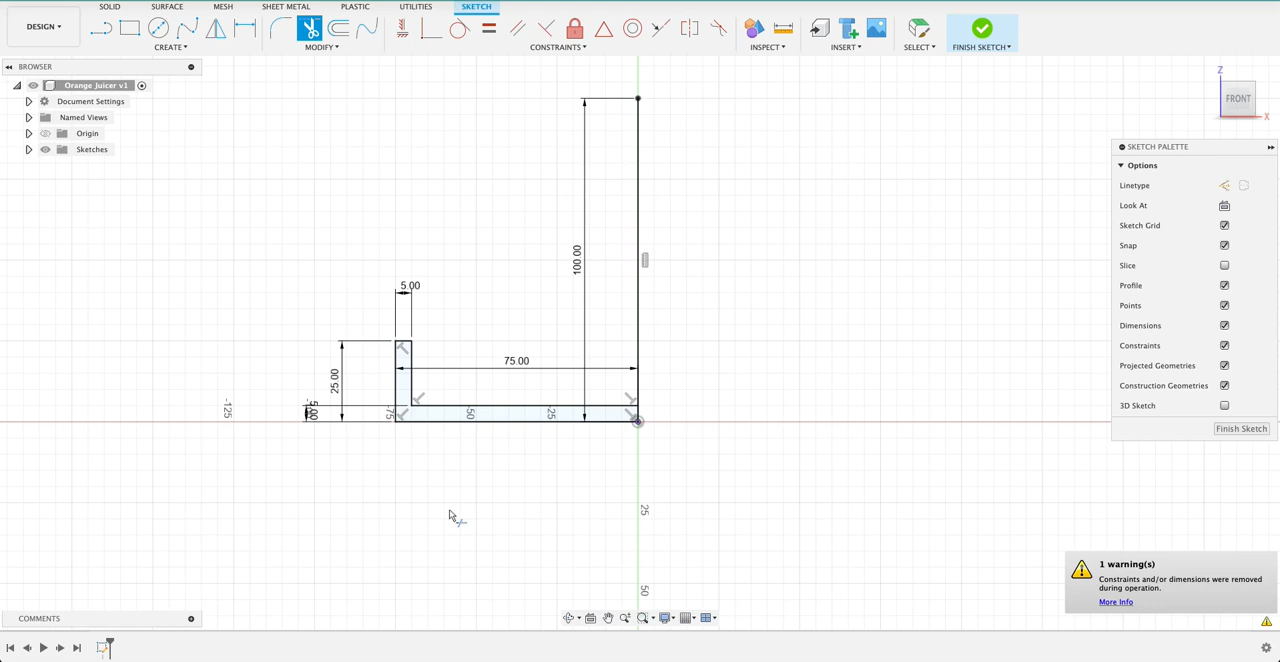 SOLID SURFACE MESH SHEET METAL PLASTIC UTILITIES SKETCH
DESIGN
CREATE MODIFY CONSTRAINTS INSPECT INSERT SELECT FINISH SKETCH
BROWSER
Orange Juicer v1
Document Settings
Named Views
Origin
Sketches
Z
FRONT
X
SKETCH PALETTE
Options
Linetype
Look At
Sketch Grid
Snap
Slice
Profile
Points
Dimensions
Constraints
Projected Geometries
Construction Geometries
3D Sketch
Finish Sketch
100.00
5.00
75.00
25.00
5.00
-125
-75
-50
-25
25
50
1 warning(s)
Constraints and/or dimensions were removed
during operation.
More Info
COMMENTS